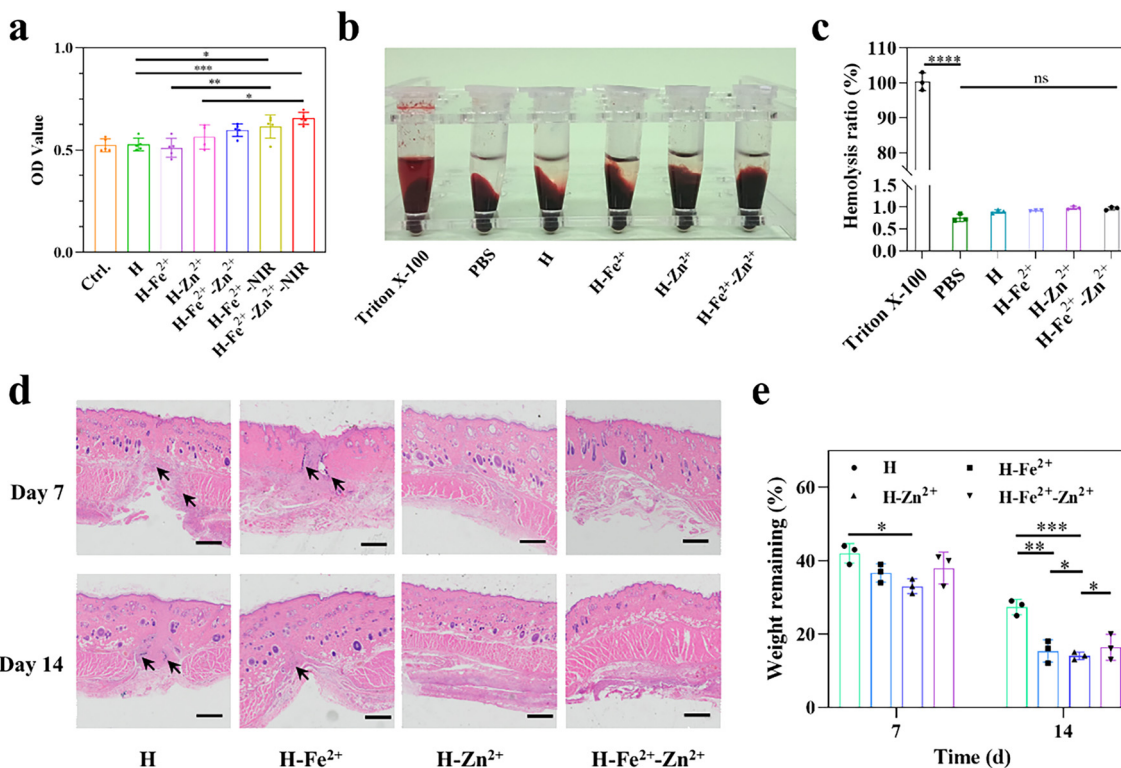 a
1.0
0.5
0.0
OD Value
*
***
**
*
Ctrl.
H
H-Fe²⁺
H-Zn²⁺
H-Fe²⁺-Zn²⁺
H-Fe²⁺-NIR
H-Fe²⁺-Zn²⁺-NIR
b
Triton X-100
PBS
H
H-Fe²⁺
H-Zn²⁺
H-Fe²⁺-Zn²⁺
c
110
100
90
80
1.5
1.0
0.5
0.0
Hemolysis ratio (%)
****
ns
Triton X-100
PBS
H
H-Fe²⁺
H-Zn²⁺
H-Fe²⁺-Zn²⁺
d
Day 7
Day 14
H
H-Fe²⁺
H-Zn²⁺
H-Fe²⁺-Zn²⁺
e
H
H-Fe²⁺
H-Zn²⁺
H-Fe²⁺-Zn²⁺
60
40
20
0
Weight remaining (%)
*
***
**
*
*
7
14
Time (d)